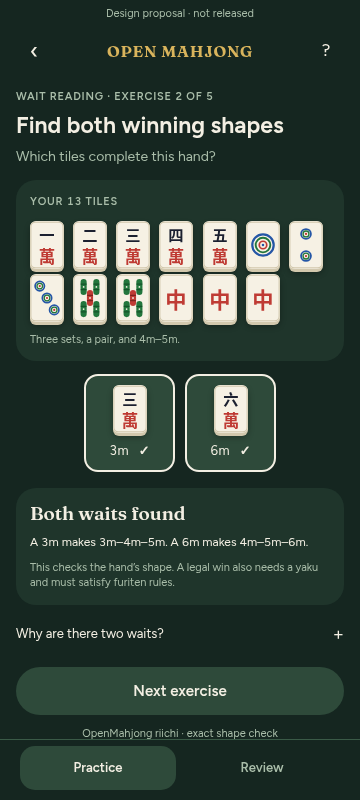 Design proposal · not released
‹ OPEN MAHJONG ?
WAIT READING · EXERCISE 2 OF 5
Find both winning shapes
Which tiles complete this hand?
YOUR 13 TILES
一萬 二萬 三萬 四萬 五萬
中 中 中
Three sets, a pair, and 4m–5m.
三萬 六萬
3m ✓ 6m ✓
Both waits found
A 3m makes 3m–4m–5m. A 6m makes 4m–5m–6m.
This checks the hand's shape. A legal win also needs a yaku
and must satisfy furiten rules.
Why are there two waits? +
Next exercise
OpenMahjong riichi · exact shape check
Practice Review